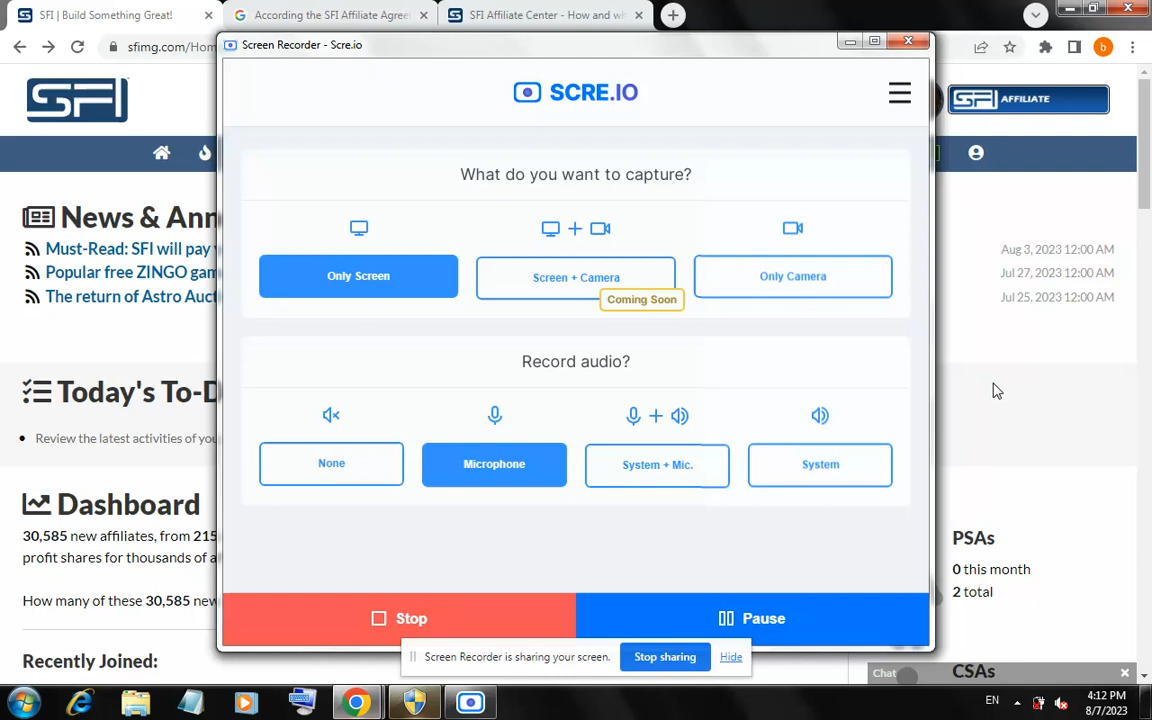 SFI | Build Something Great!
According the SFI Affiliate Agree
SFI Affiliate Center - How and wh
sfimg.com/Hom
b
Screen Recorder - Scre.io
SFI
SCRE.IO
SFI AFFILIATE
What do you want to capture?
News & Ann
Must-Read: SFI will pay
Aug 3, 2023 12:00 AM
Popular free ZINGO gam
Jul 27, 2023 12:00 AM
The return of Astro Auct
Jul 25, 2023 12:00 AM
Only Screen
Screen + Camera
Only Camera
Coming Soon
Record audio?
Today's To-D
Review the latest activities of you
None
Microphone
System + Mic.
System
Dashboard
30,585 new affiliates, from 215
profit shares for thousands of a
How many of these 30,585 new
PSAs
0 this month
2 total
Stop
Pause
Recently Joined:
Screen Recorder is sharing your screen.
Stop sharing
Hide
Chat
CSAs
EN
4:12 PM
8/7/2023